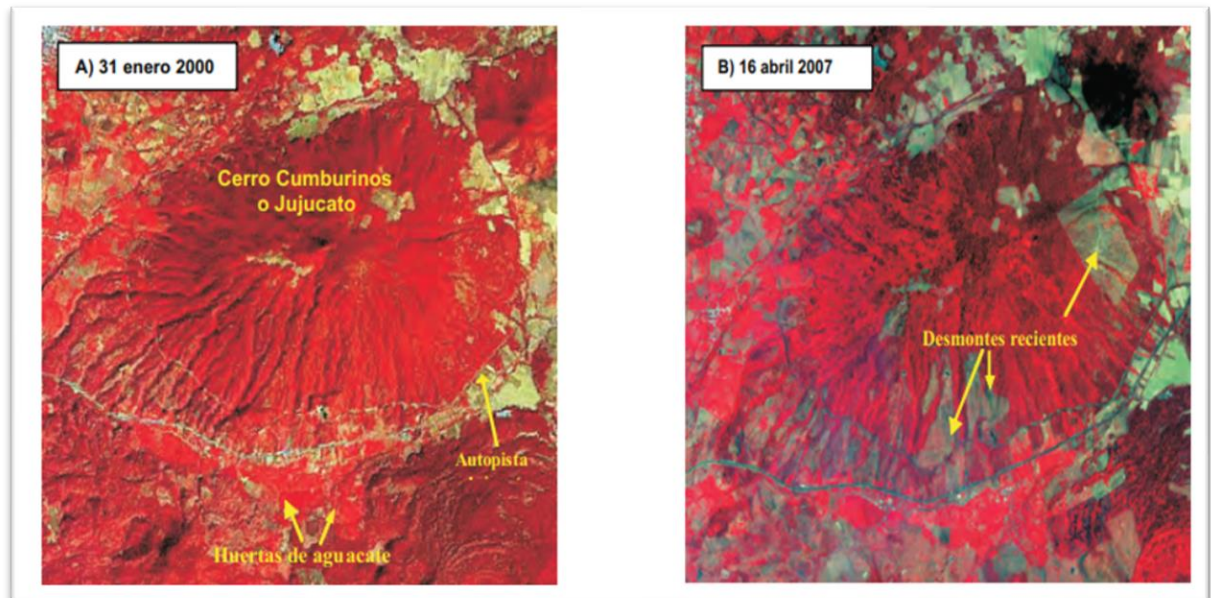 A) 31 enero 2000
Cerro Cumburinos
o Jujucato
Autopista
Huertas de aguacate
B) 16 abril 2007
Desmontes recientes